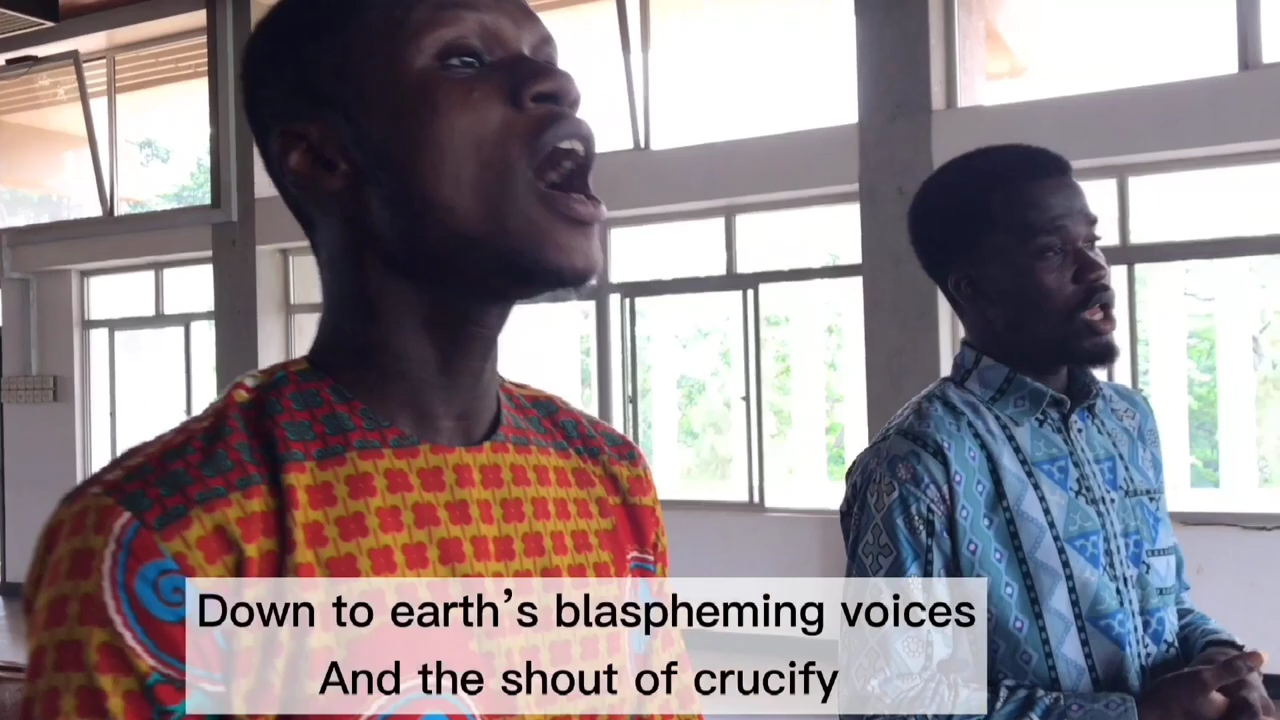 Down to earth’s blaspheming voices
And the shout of crucify